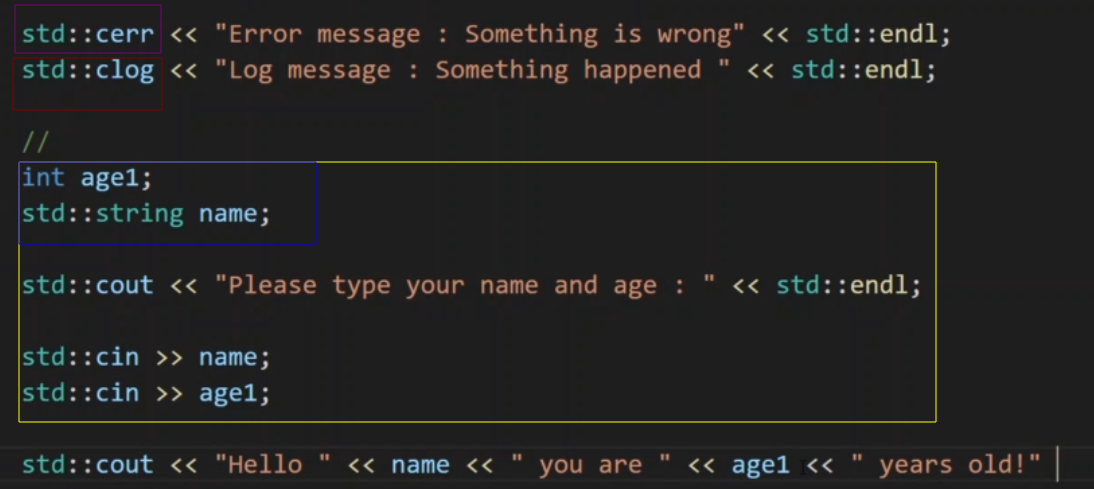 std::cerr << "Error message : Something is wrong" << std::endl;
std::clog << "Log message : Something happened " << std::endl;
//
int age1;
std::string name;
std::cout << "Please type your name and age : " << std::endl;
std::cin >> name;
std::cin >> age1;
std::cout << "Hello " << name << " you are " << age1 << " years old!"